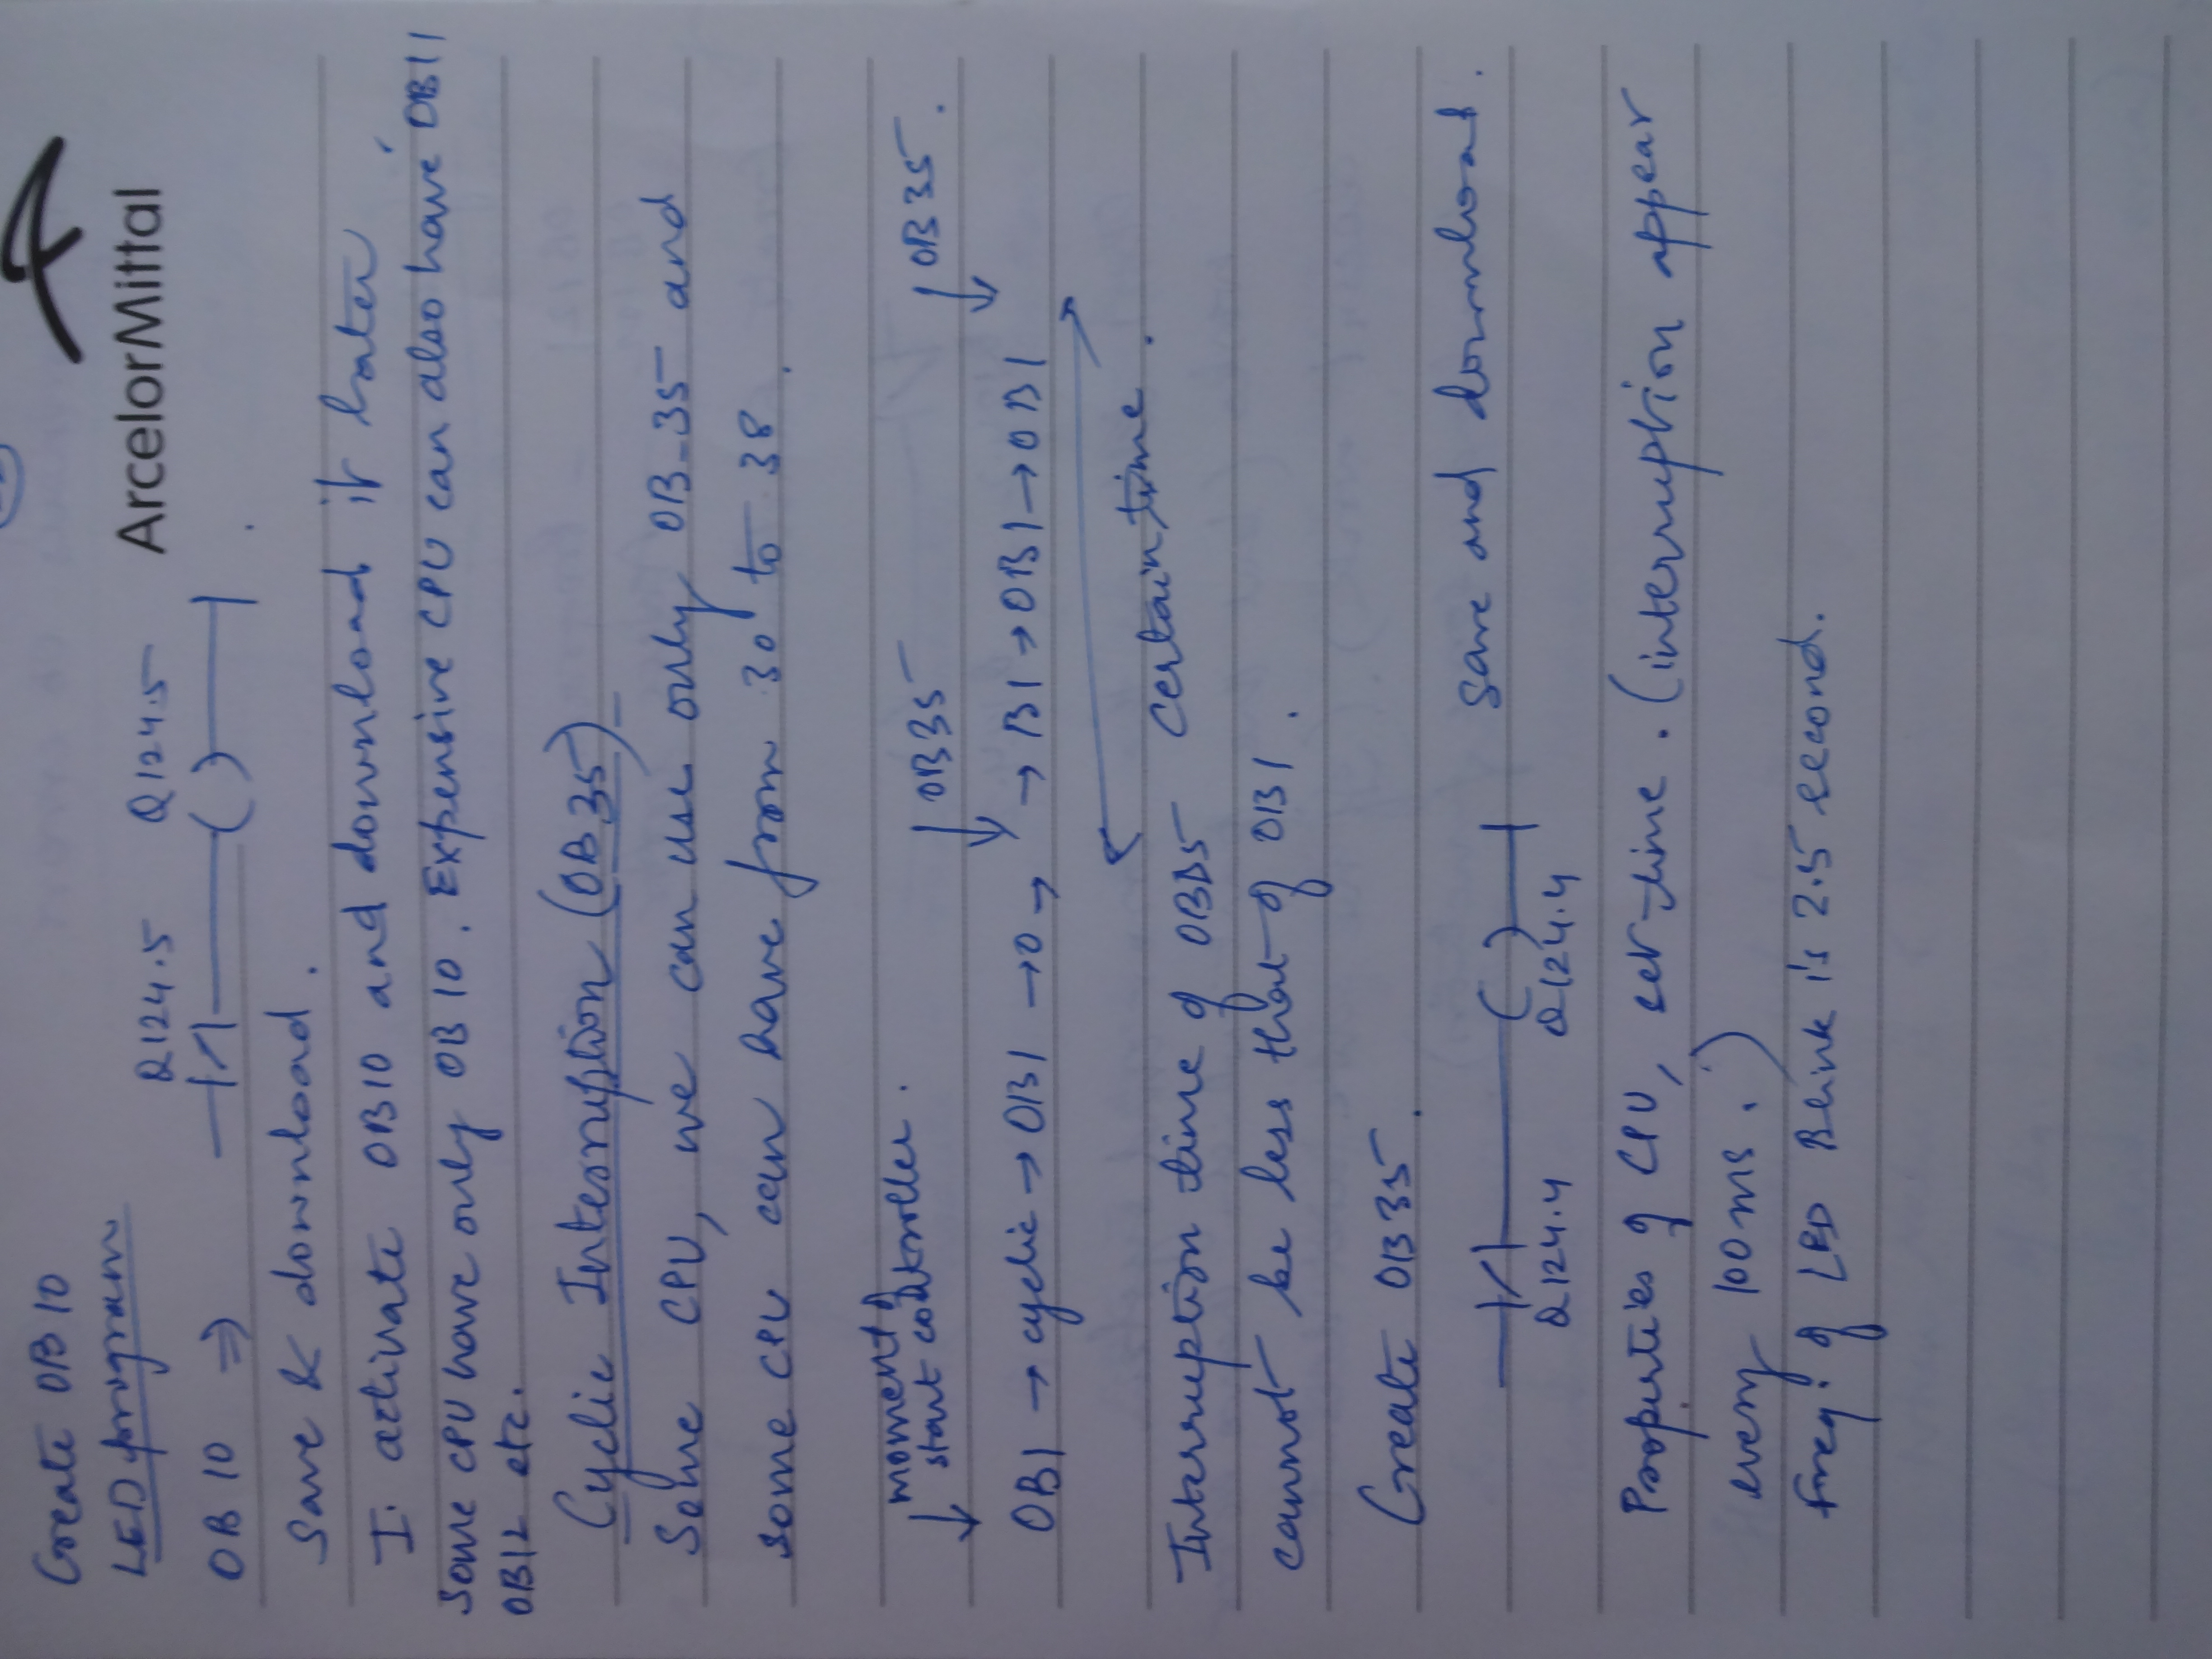 ArcelorMittal
Create OB 10
LED program
Q124.5 Q124.5
OB 10 ⇒ —|/|——( )——| .
Save & download.
I. activate OB10 and download it later
Some CPU have only OB 10. Expensive CPU can also have OB11
OB12 etc.
Cyclic Interruption (OB35)
Some CPU, we can use only OB-35 and
some CPU can have from 30 to 38.
moment of
↓ start controller. ↓ OB35 ↓ OB35.
OB1 → cyclic → OB1 → O → → B1 → OB1 → OB1
Interruption time of OB35 certain time.
cannot be less that of OB1.
Create OB35.
—|/|——( )——| Save and download.
Q124.4 Q124.4
Properties of CPU, set-time. (interruption appear
every 100 ms.)
freq. of LED Blink is 2.5 second.